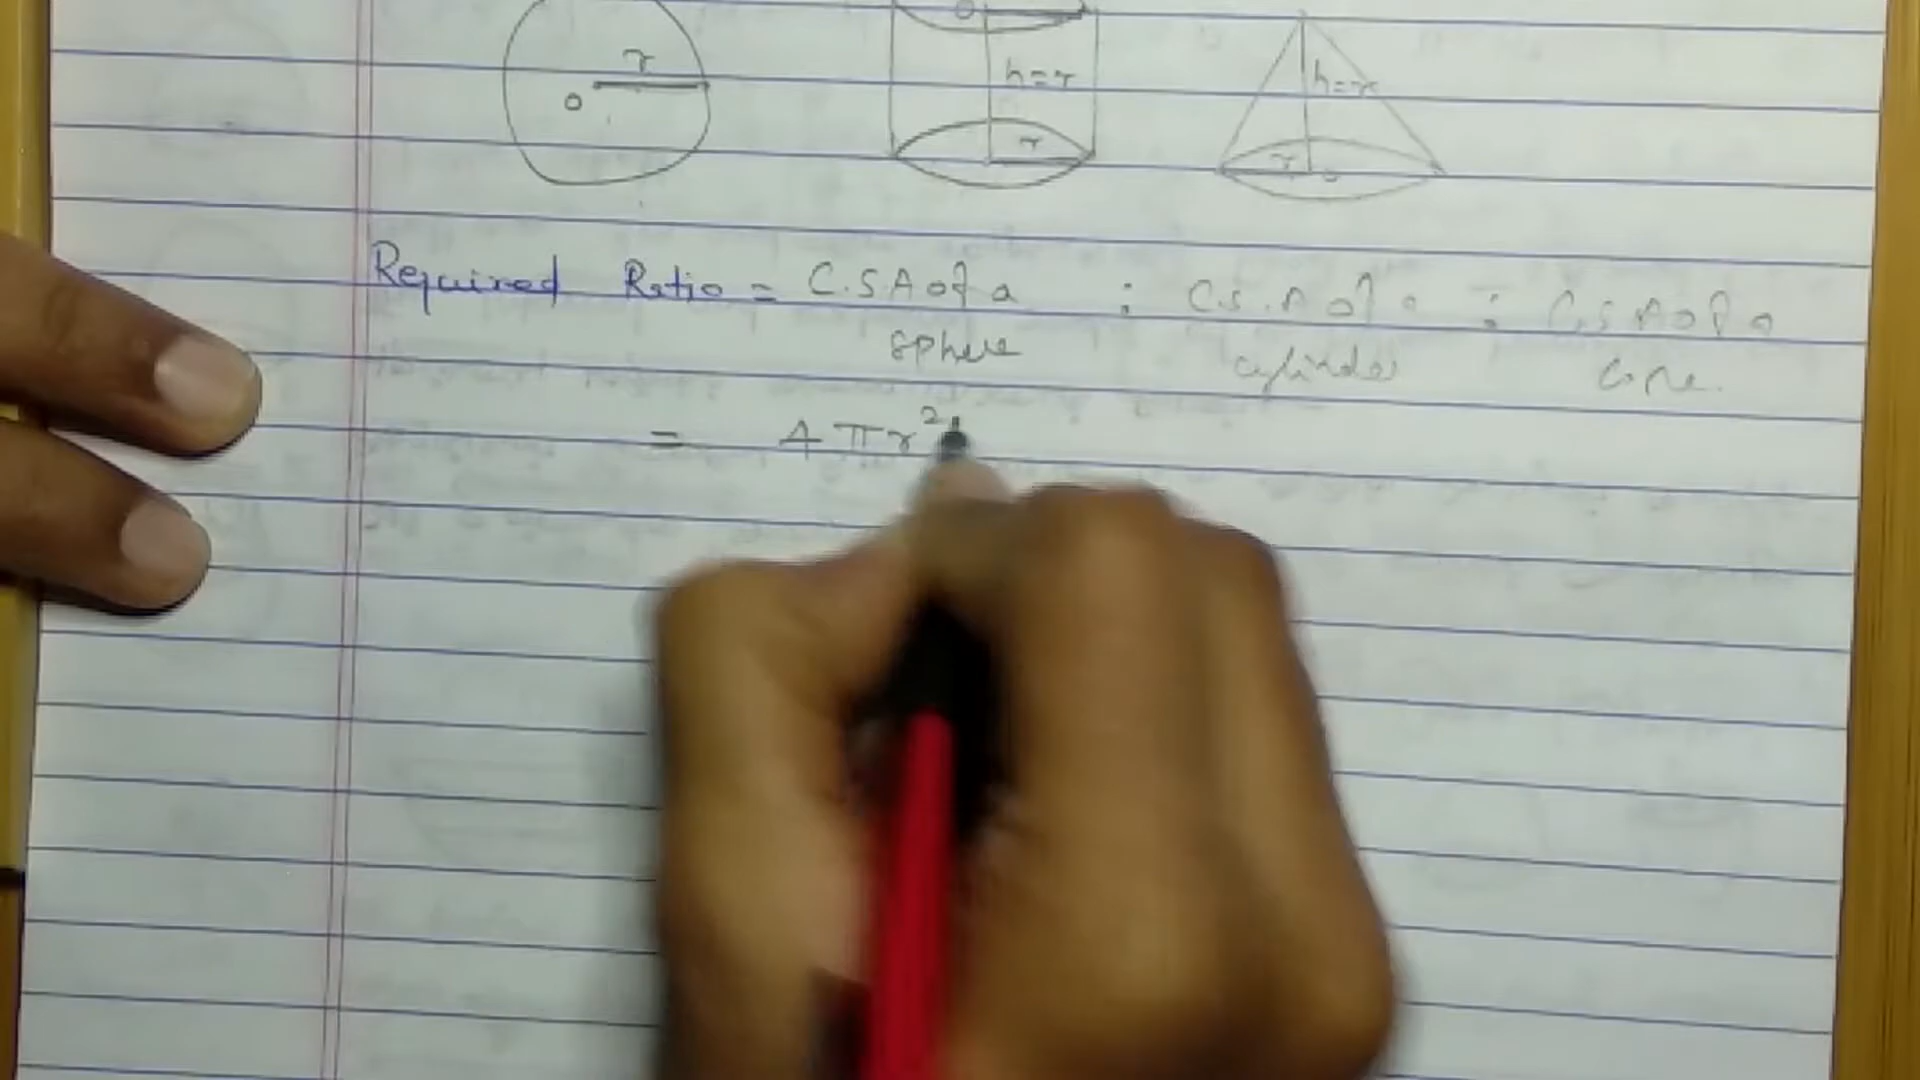 r
o
o
h=r
r
h=r
r
Required Ratio = C.S.A of a : C.S.A of a : C.S.A of a
sphere cylinder cone.
= 4πr²